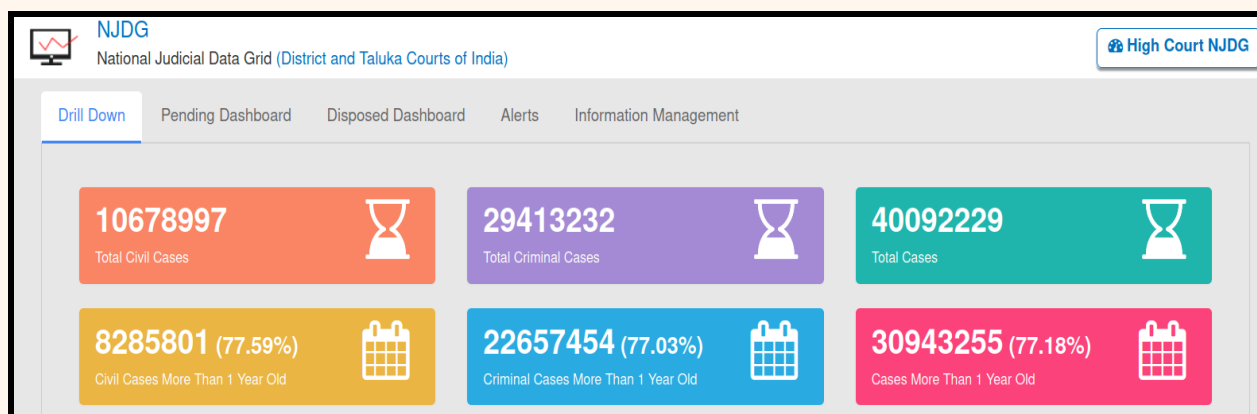 NJDG
National Judicial Data Grid (District and Taluka Courts of India)
High Court NJDG
Drill Down Pending Dashboard Disposed Dashboard Alerts Information Management
10678997
Total Civil Cases
29413232
Total Criminal Cases
40092229
Total Cases
8285801 (77.59%)
Civil Cases More Than 1 Year Old
22657454 (77.03%)
Criminal Cases More Than 1 Year Old
30943255 (77.18%)
Cases More Than 1 Year Old